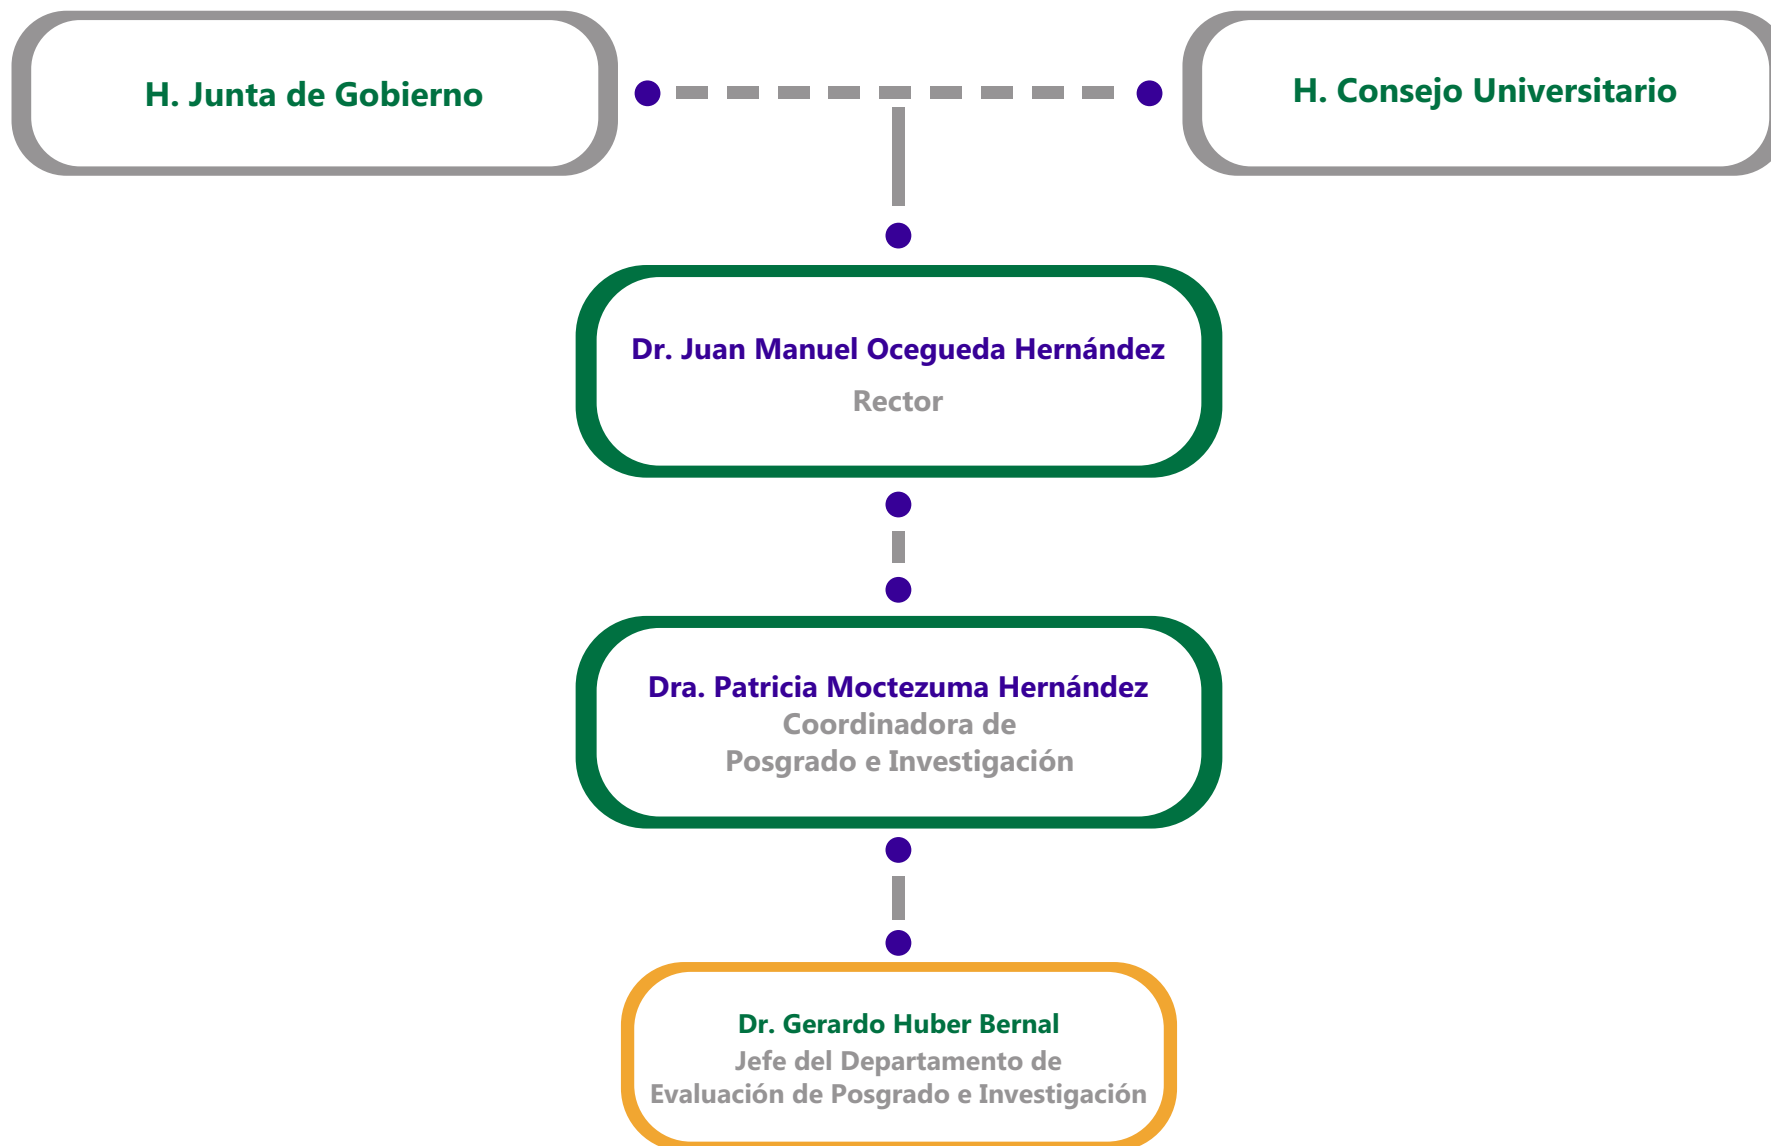 H. Junta de Gobierno
H. Consejo Universitario
Dr. Juan Manuel Ocegueda Hernández
Rector
Dra. Patricia Moctezuma Hernández
Coordinadora de
Posgrado e Investigación
Dr. Gerardo Huber Bernal
Jefe del Departamento de
Evaluación de Posgrado e Investigación